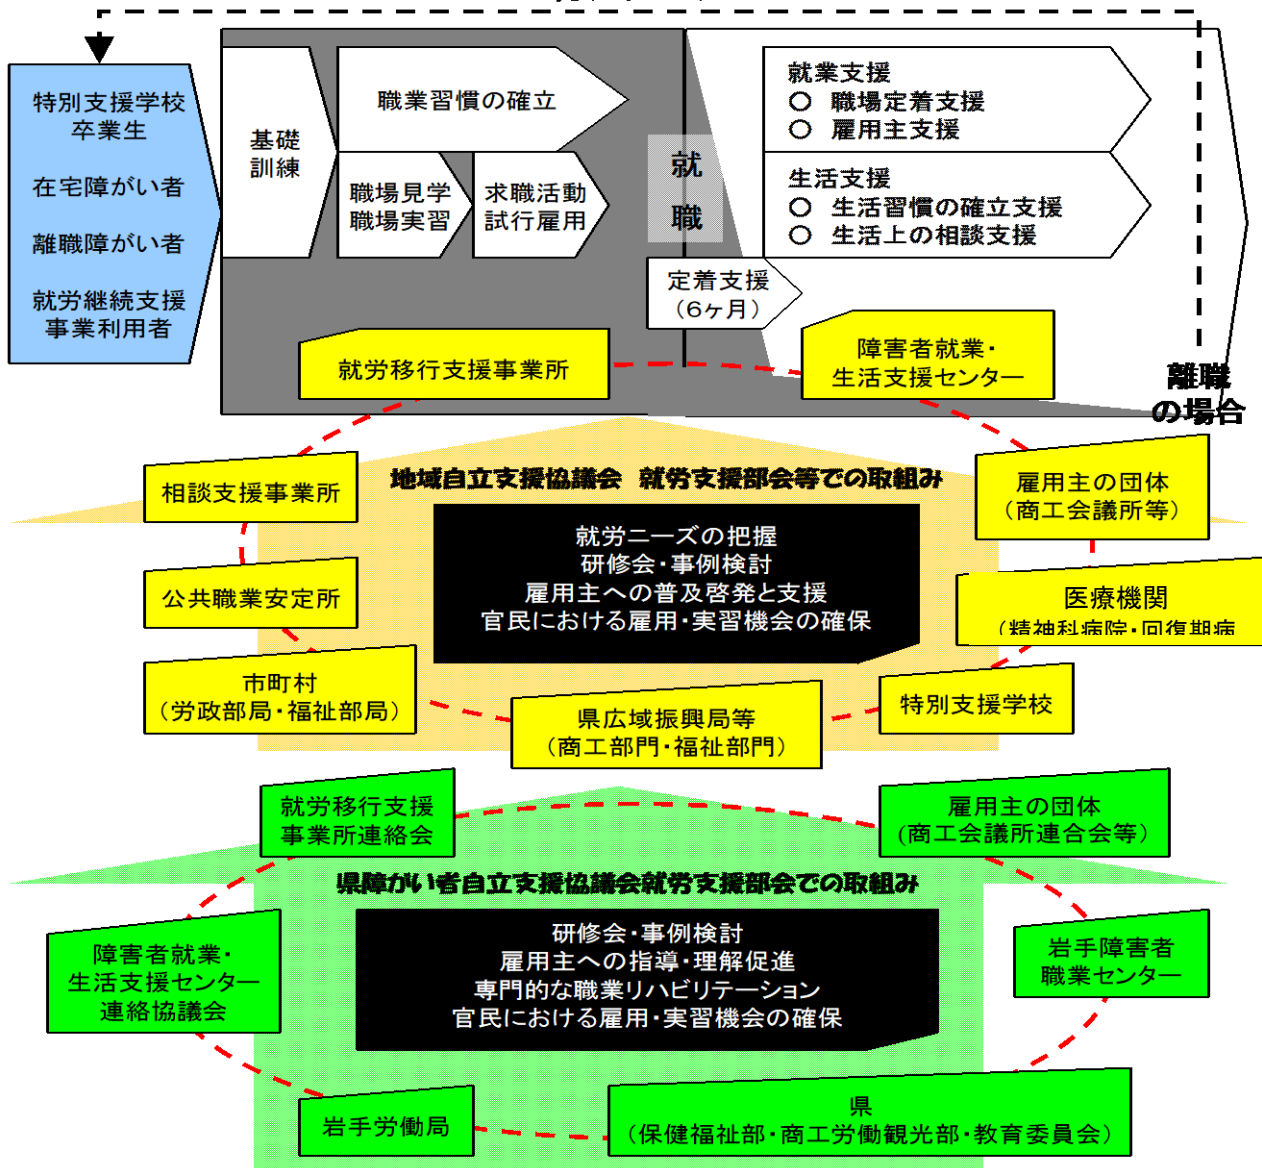 特別支援学校
卒業生
在宅障がい者
離職障がい者
就労継続支援
事業利用者
基礎
訓練
職業習慣の確立
職場見学
職場実習
求職活動
試行雇用
就
職
定着支援
(6ヶ月)
就業支援
○ 職場定着支援
○ 雇用主支援
生活支援
○ 生活習慣の確立支援
○ 生活上の相談支援
離職
の場合
就労移行支援事業所
障害者就業・
生活支援センター
地域自立支援協議会 就労支援部会等での取組み
相談支援事業所
雇用主の団体
(商工会議所等)
就労ニーズの把握
研修会・事例検討
雇用主への普及啓発と支援
官民における雇用・実習機会の確保
公共職業安定所
医療機関
(精神科病院・回復期病
市町村
(労政部局・福祉部局)
県広域振興局等
(商工部門・福祉部門)
特別支援学校
就労移行支援
事業所連絡会
雇用主の団体
(商工会議所連合会等)
県障がい者自立支援協議会就労支援部会での取組み
研修会・事例検討
雇用主への指導・理解促進
専門的な職業リハビリテーション
官民における雇用・実習機会の確保
障害者就業・
生活支援センター
連絡協議会
岩手障害者
職業センター
岩手労働局
県
(保健福祉部・商工労働観光部・教育委員会)